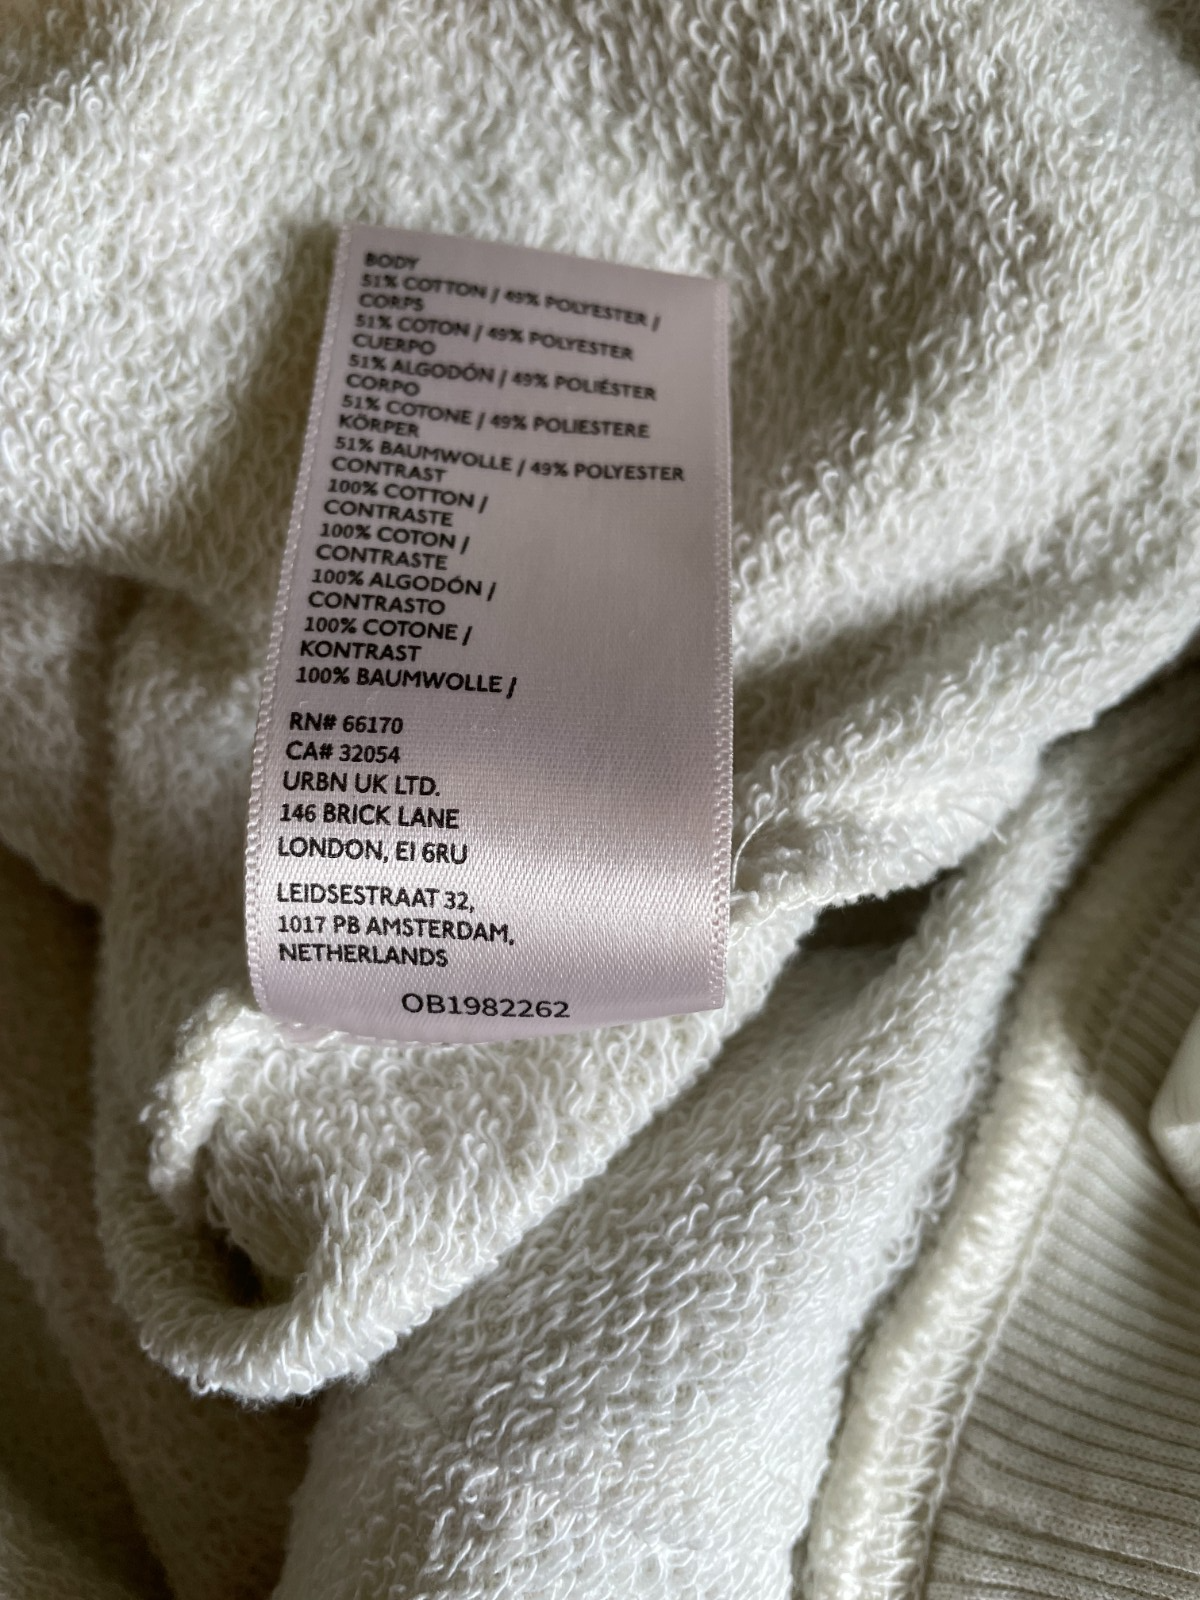 BODY
51% COTTON / 49% POLYESTER /
CORPS
51% COTON / 49% POLYESTER
CUERPO
51% ALGODÓN / 49% POLIÉSTER
CORPO
51% COTONE / 49% POLIESTERE
KÖRPER
51% BAUMWOLLE / 49% POLYESTER
CONTRAST
100% COTTON /
CONTRASTE
100% COTON /
CONTRASTE
100% ALGODÓN /
CONTRASTO
100% COTONE /
KONTRAST
100% BAUMWOLLE /
RN# 66170
CA# 32054
URBN UK LTD.
146 BRICK LANE
LONDON, E1 6RU
LEIDSESTRAAT 32,
1017 PB AMSTERDAM,
NETHERLANDS
OB1982262